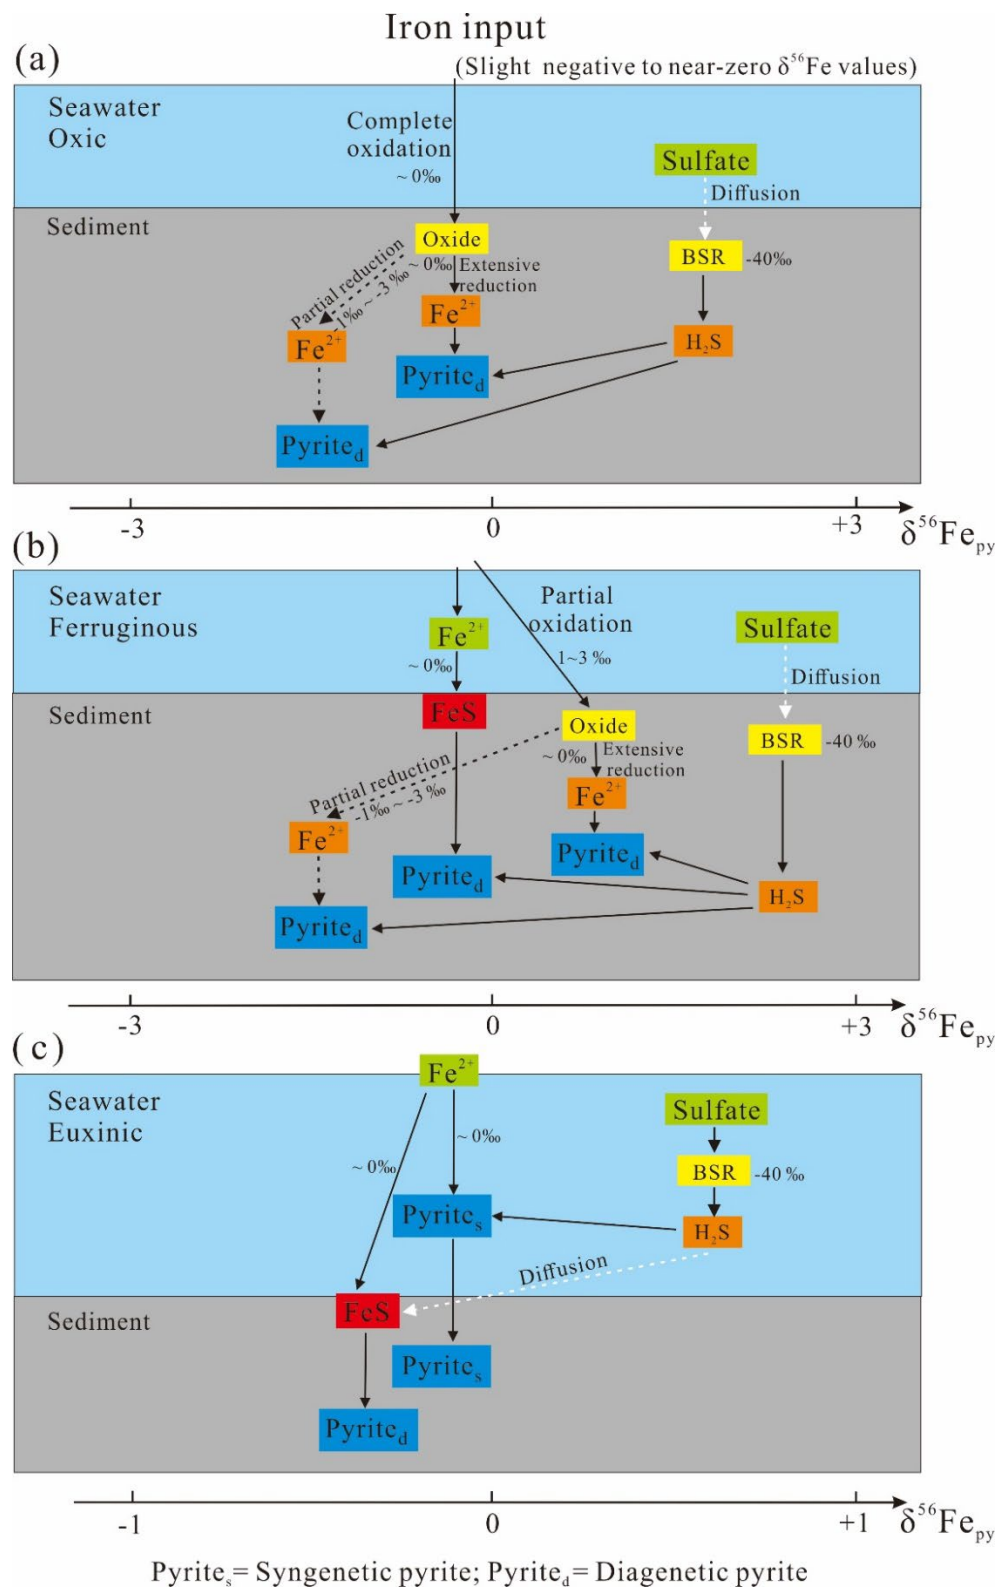 Iron input
(a)
(Slight negative to near-zero δ⁵⁶Fe values)
Seawater
Oxic
Complete
oxidation
~ 0‰
Sulfate
Diffusion
Sediment
Oxide
BSR
-40‰
Partial reduction
-1‰ ~ -3 ‰
~ 0‰
Extensive
reduction
Fe²⁺
Fe²⁺
H₂S
Pyrite_d
Pyrite_d
-3
0
+3
δ⁵⁶Fe_py
(b)
Seawater
Ferruginous
Fe²⁺
Partial
oxidation
Sulfate
~ 0‰
1~3 ‰
Diffusion
Sediment
FeS
Oxide
BSR
-40 ‰
Partial reduction
-1‰ ~ -3 ‰
~ 0‰
Extensive
reduction
Fe²⁺
Fe²⁺
Pyrite_d
Pyrite_d
H₂S
Pyrite_d
-3
0
+3
δ⁵⁶Fe_py
(c)
Fe²⁺
Seawater
Euxinic
Sulfate
~ 0‰
~ 0‰
BSR
-40 ‰
Pyrite_s
H₂S
Diffusion
Sediment
FeS
Pyrite_s
Pyrite_d
-1
0
+1
δ⁵⁶Fe_py
Pyrite_s= Syngenetic pyrite; Pyrite_d= Diagenetic pyrite